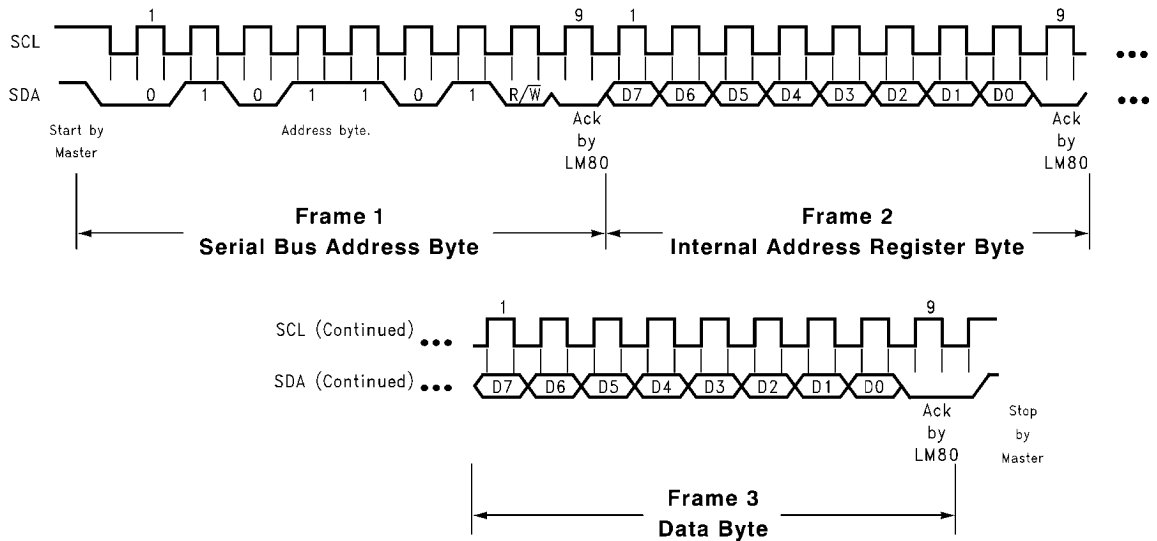 1 9 1 9
SCL
SDA 0 1 0 1 1 0 1 R/W̅ D7 D6 D5 D4 D3 D2 D1 D0
Start by
Master
Address byte.
Ack
by
LM80
Ack
by
LM80
Frame 1
Serial Bus Address Byte
Frame 2
Internal Address Register Byte
1 9
SCL (Continued)
SDA (Continued) D7 D6 D5 D4 D3 D2 D1 D0
Ack
by
LM80
Stop
by
Master
Frame 3
Data Byte